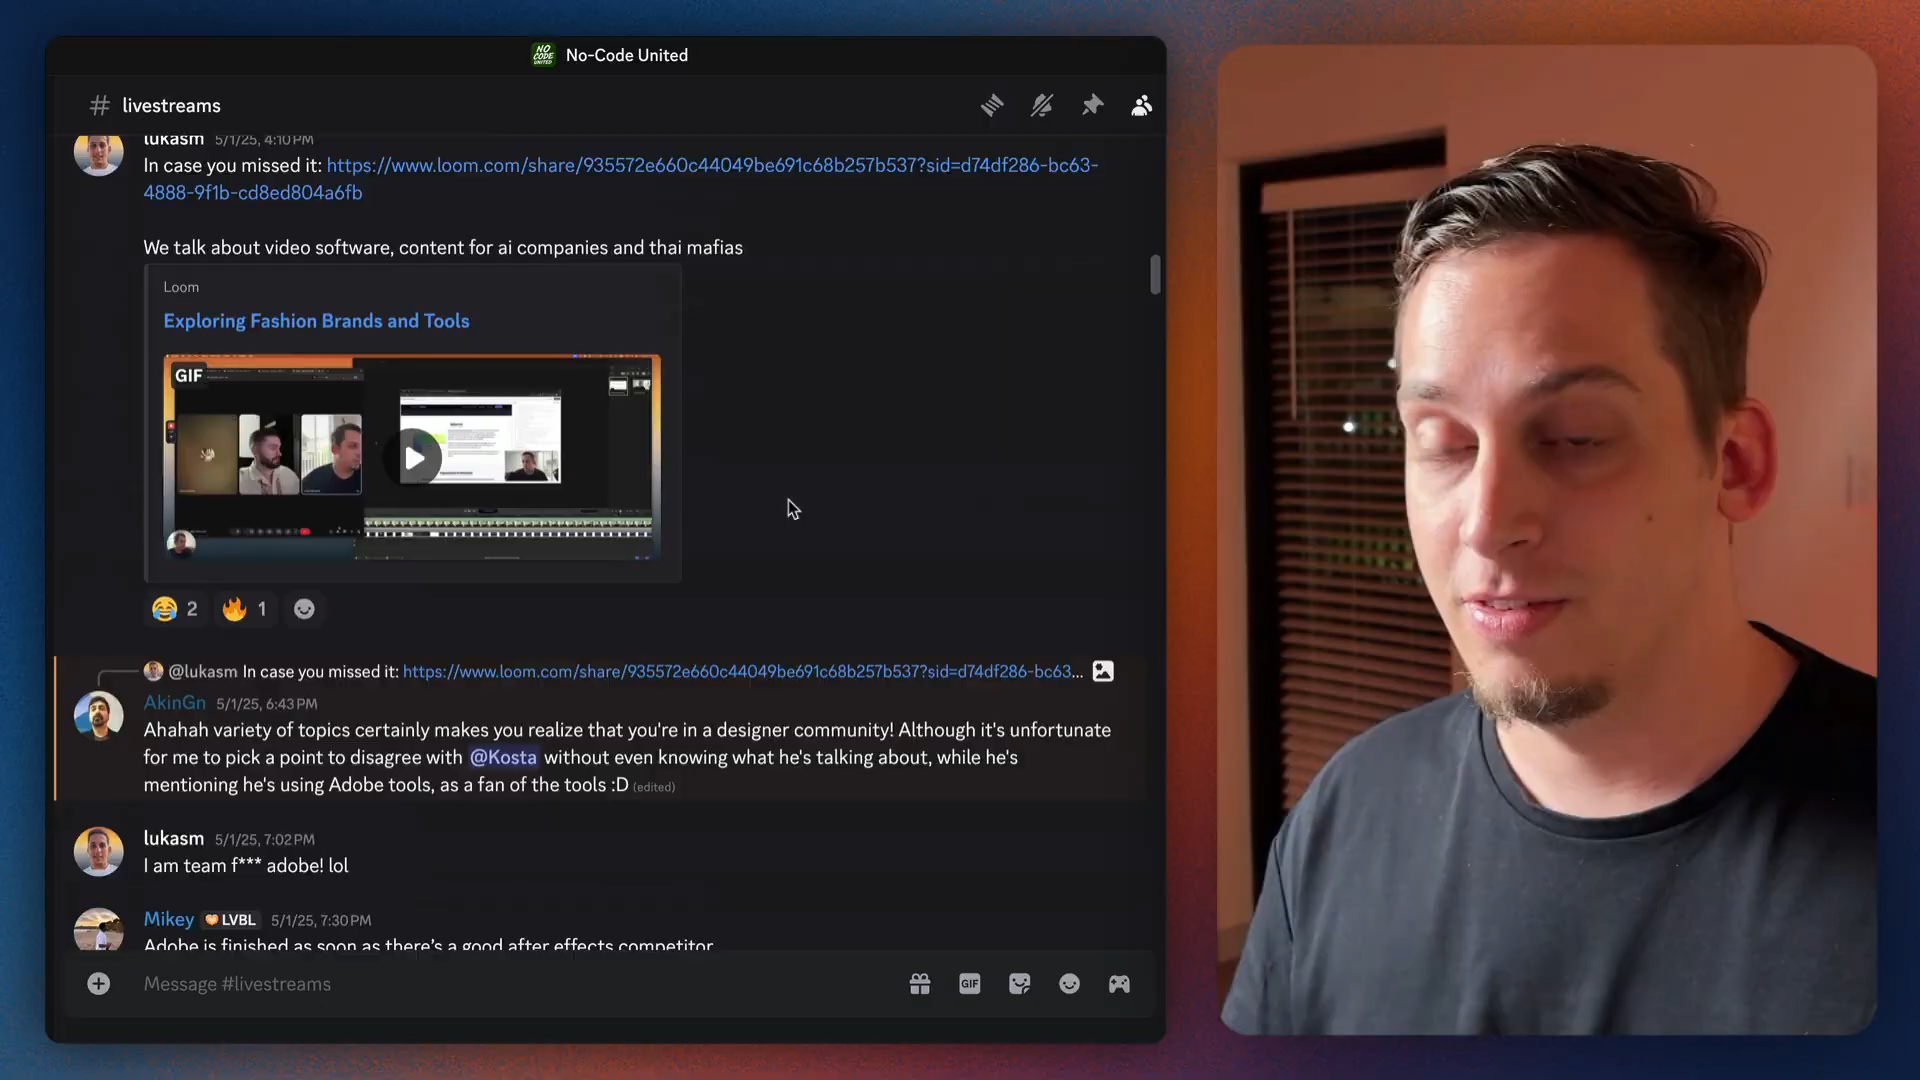 NO CODE UNITED
No-Code United
livestreams
lukasm 5/1/25, 4:10 PM
In case you missed it: https://www.loom.com/share/935572e660c44049be691c68b257b537?sid=d74df286-bc63-
4888-9f1b-cd8ed804a6fb
We talk about video software, content for ai companies and thai mafias
Loom
Exploring Fashion Brands and Tools
GIF
2 1
@lukasm In case you missed it: https://www.loom.com/share/935572e660c44049be691c68b257b537?sid=d74df286-bc63...
AkinGn 5/1/25, 6:43 PM
Ahahah variety of topics certainly makes you realize that you're in a designer community! Although it's unfortunate
for me to pick a point to disagree with @Kosta without even knowing what he's talking about, while he's
mentioning he's using Adobe tools, as a fan of the tools :D (edited)
lukasm 5/1/25, 7:02 PM
I am team f*** adobe! lol
Mikey LVBL 5/1/25, 7:30 PM
Adobe is finished as soon as there's a good after effects competitor
Message #livestreams
GIF